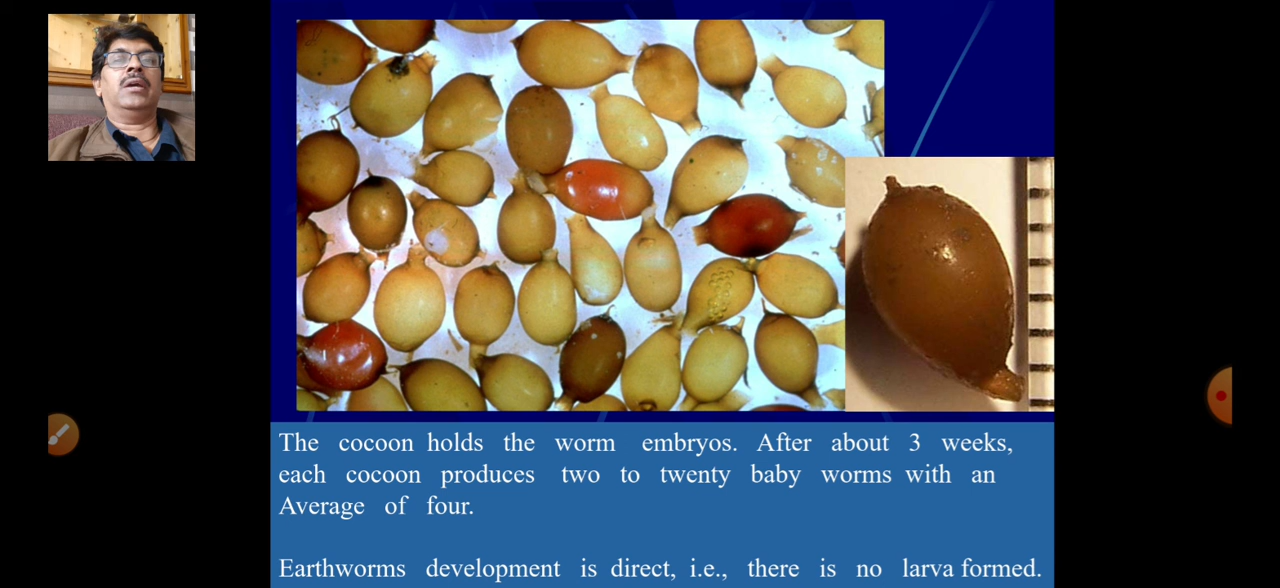 The cocoon holds the worm embryos. After about 3 weeks,
each cocoon produces two to twenty baby worms with an
Average of four.
Earthworms development is direct, i.e., there is no larva formed.